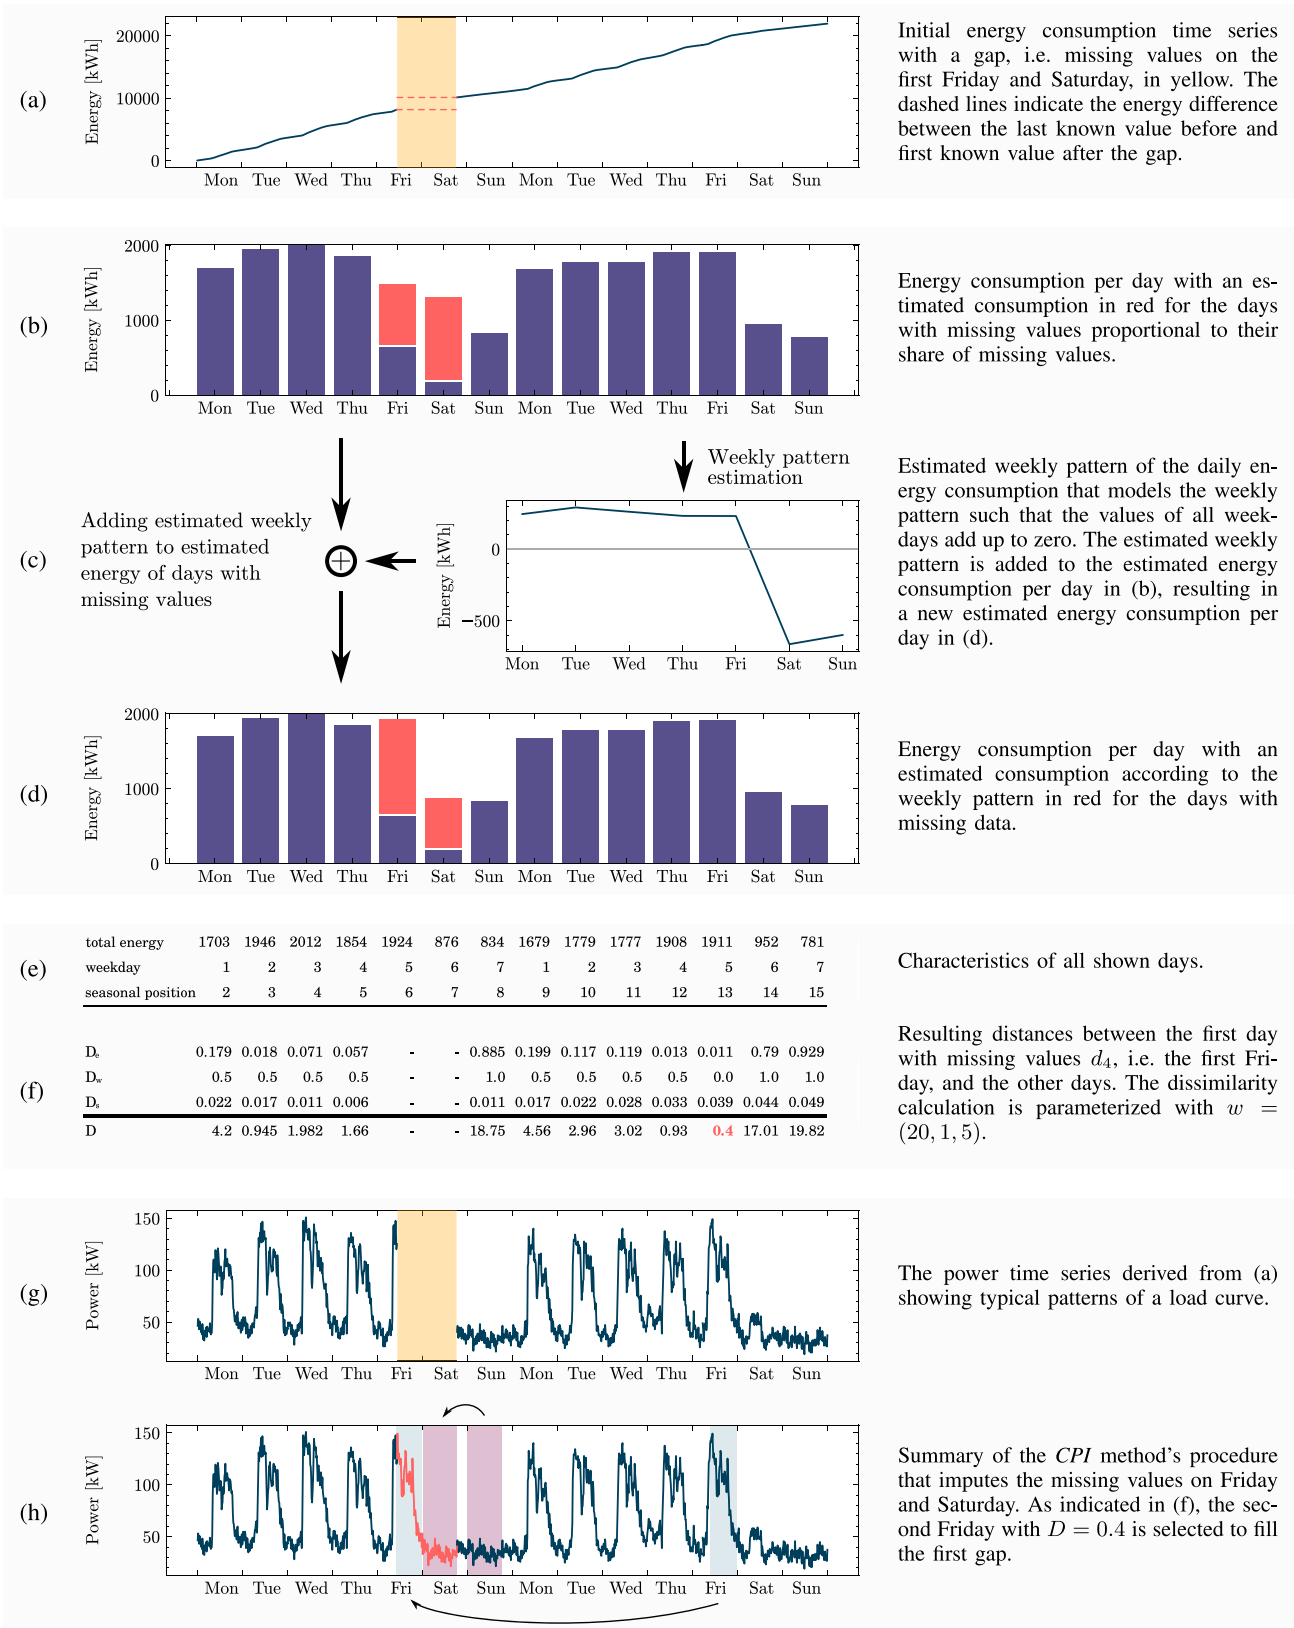 (a)
Energy [kWh]
20000
10000
0
Mon Tue Wed Thu Fri Sat Sun Mon Tue Wed Thu Fri Sat Sun
Initial energy consumption time series
with a gap, i.e. missing values on the
first Friday and Saturday, in yellow. The
dashed lines indicate the energy difference
between the last known value before and
first known value after the gap.
(b)
Energy [kWh]
2000
1000
0
Mon Tue Wed Thu Fri Sat Sun Mon Tue Wed Thu Fri Sat Sun
Energy consumption per day with an es-
timated consumption in red for the days
with missing values proportional to their
share of missing values.
(c)
Adding estimated weekly
pattern to estimated
energy of days with
missing values
+
Weekly pattern
estimation
Energy [kWh]
0
−500
Mon Tue Wed Thu Fri Sat Sun
Estimated weekly pattern of the daily en-
ergy consumption that models the weekly
pattern such that the values of all week-
days add up to zero. The estimated weekly
pattern is added to the estimated energy
consumption per day in (b), resulting in
a new estimated energy consumption per
day in (d).
(d)
Energy [kWh]
2000
1000
0
Mon Tue Wed Thu Fri Sat Sun Mon Tue Wed Thu Fri Sat Sun
Energy consumption per day with an
estimated consumption according to the
weekly pattern in red for the days with
missing data.
(e)
total energy 1703 1946 2012 1854 1924 876 834 1679 1779 1777 1908 1911 952 781
weekday 1 2 3 4 5 6 7 1 2 3 4 5 6 7
seasonal position 2 3 4 5 6 7 8 9 10 11 12 13 14 15
Characteristics of all shown days.
(f)
Dₑ 0.179 0.018 0.071 0.057 - - 0.885 0.199 0.117 0.119 0.013 0.011 0.79 0.929
D_w 0.5 0.5 0.5 0.5 - - 1.0 0.5 0.5 0.5 0.5 0.0 1.0 1.0
Dₛ 0.022 0.017 0.011 0.006 - - 0.011 0.017 0.022 0.028 0.033 0.039 0.044 0.049
D 4.2 0.945 1.982 1.66 - - 18.75 4.56 2.96 3.02 0.93 0.4 17.01 19.82
Resulting distances between the first day
with missing values d₄, i.e. the first Fri-
day, and the other days. The dissimilarity
calculation is parameterized with w =
(20, 1, 5).
(g)
Power [kW]
150
100
50
Mon Tue Wed Thu Fri Sat Sun Mon Tue Wed Thu Fri Sat Sun
The power time series derived from (a)
showing typical patterns of a load curve.
(h)
Power [kW]
150
100
50
Mon Tue Wed Thu Fri Sat Sun Mon Tue Wed Thu Fri Sat Sun
Summary of the CPI method's procedure
that imputes the missing values on Friday
and Saturday. As indicated in (f), the sec-
ond Friday with D = 0.4 is selected to fill
the first gap.